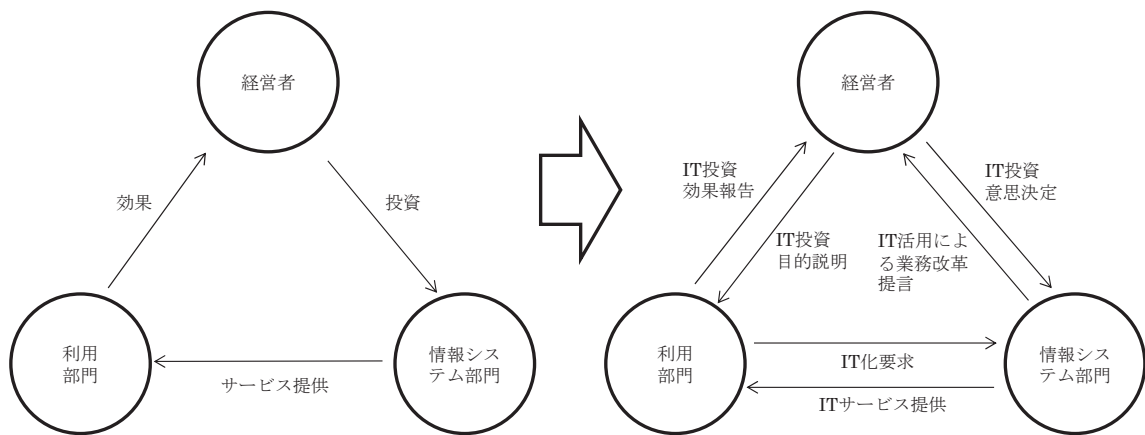 経営者
効果
投資
利用
部門
情報シス
テム部門
サービス提供
経営者
IT投資
効果報告
IT投資
意思決定
IT投資
目的説明
IT活用によ
る業務改革
提言
利用
部門
IT化要求
情報シス
テム部門
ITサービス提供